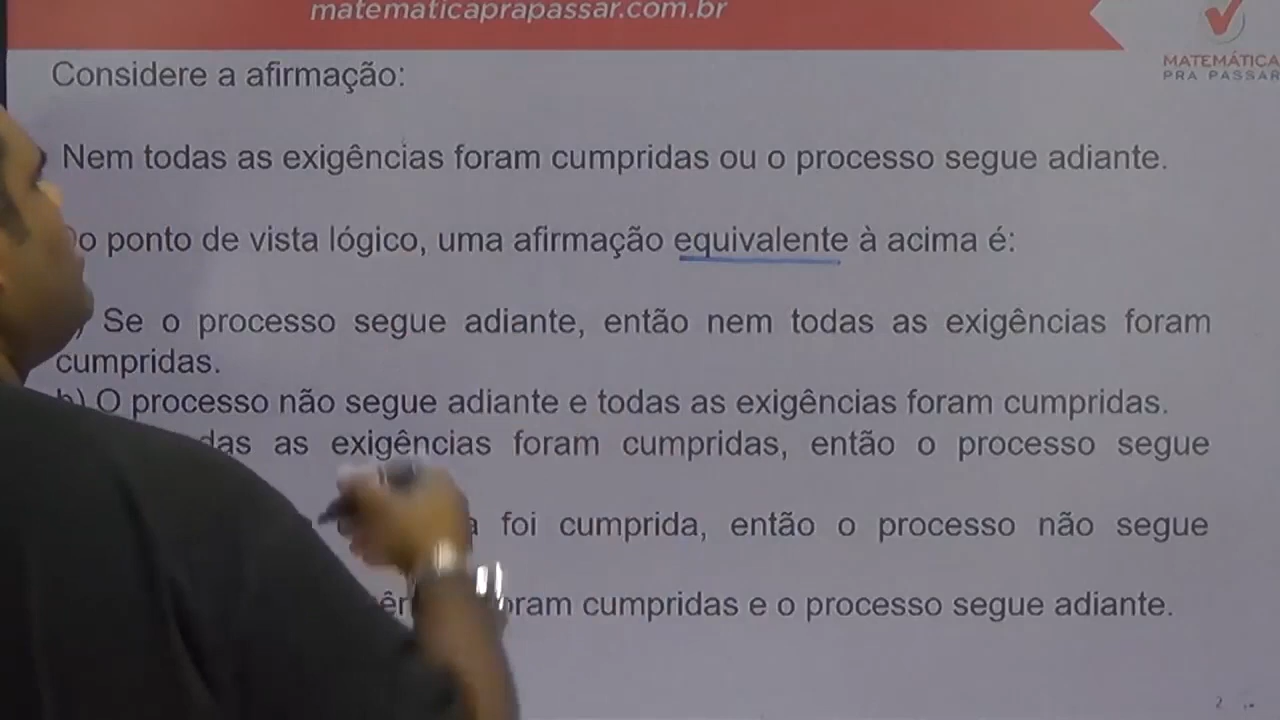 matematicaprapassar.com.br
MATEMÁTICA
PRA PASSAR
Considere a afirmação:
Nem todas as exigências foram cumpridas ou o processo segue adiante.
o ponto de vista lógico, uma afirmação equivalente à acima é:
) Se o processo segue adiante, então nem todas as exigências foram
cumpridas.
b) O processo não segue adiante e todas as exigências foram cumpridas.
das as exigências foram cumpridas, então o processo segue
foi cumprida, então o processo não segue
oram cumpridas e o processo segue adiante.
2